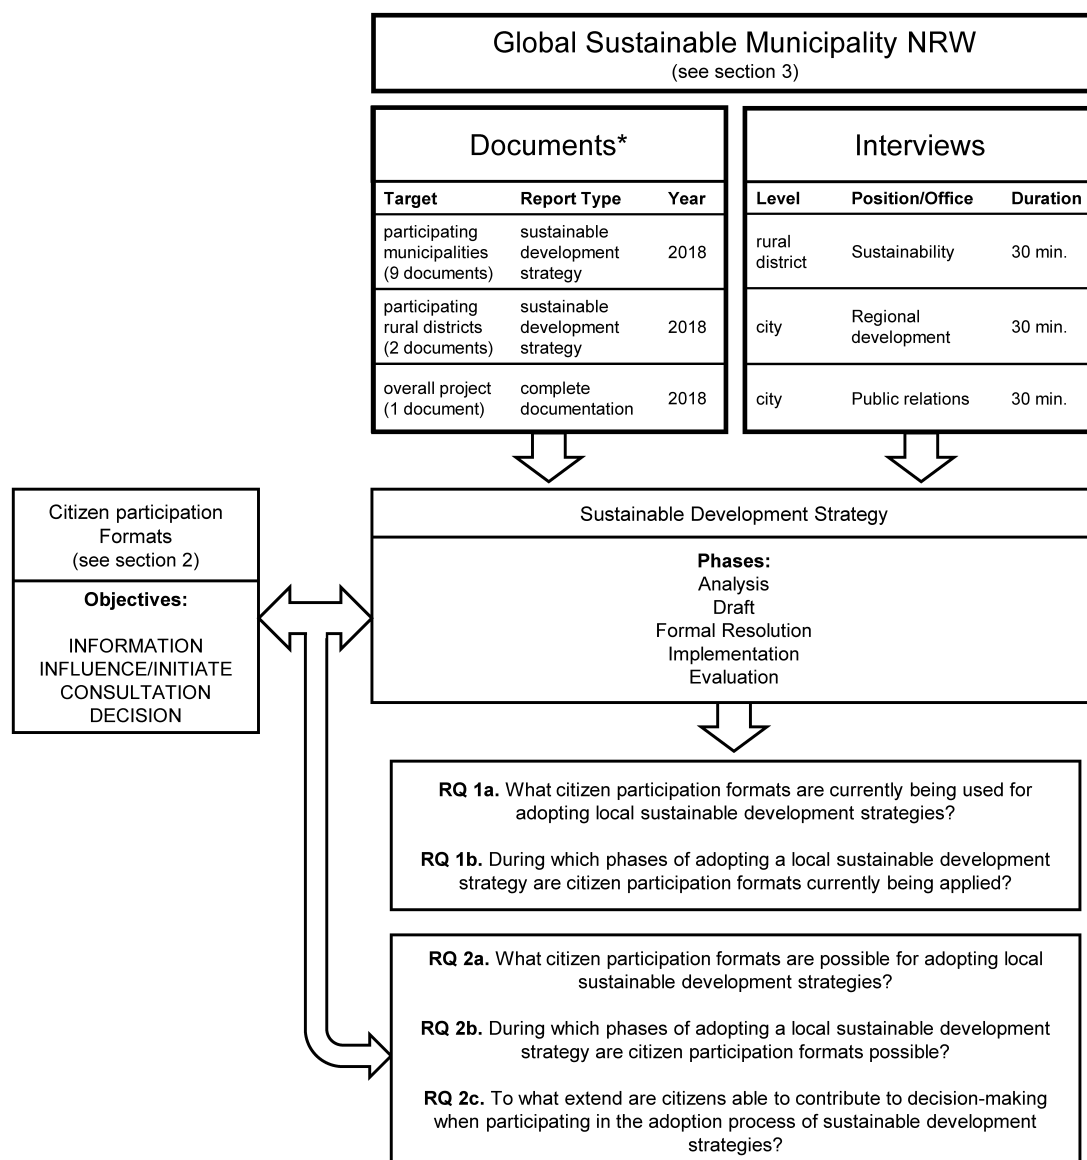 Global Sustainable Municipality NRW
(see section 3)
Documents*
Target Report Type Year
participating
municipalities
(9 documents)
sustainable
development
strategy
2018
participating
rural districts
(2 documents)
sustainable
development
strategy
2018
overall project
(1 document)
complete
documentation
2018
Interviews
Level Position/Office Duration
rural
district
Sustainability
30 min.
city
Regional
development
30 min.
city
Public relations
30 min.
Citizen participation
Formats
(see section 2)
Objectives:
INFORMATION
INFLUENCE/INITIATE
CONSULTATION
DECISION
Sustainable Development Strategy
Phases:
Analysis
Draft
Formal Resolution
Implementation
Evaluation
RQ 1a. What citizen participation formats are currently being used for
adopting local sustainable development strategies?
RQ 1b. During which phases of adopting a local sustainable development
strategy are citizen participation formats currently being applied?
RQ 2a. What citizen participation formats are possible for adopting local
sustainable development strategies?
RQ 2b. During which phases of adopting a local sustainable development
strategy are citizen participation formats possible?
RQ 2c. To what extend are citizens able to contribute to decision-making
when participating in the adoption process of sustainable development
strategies?